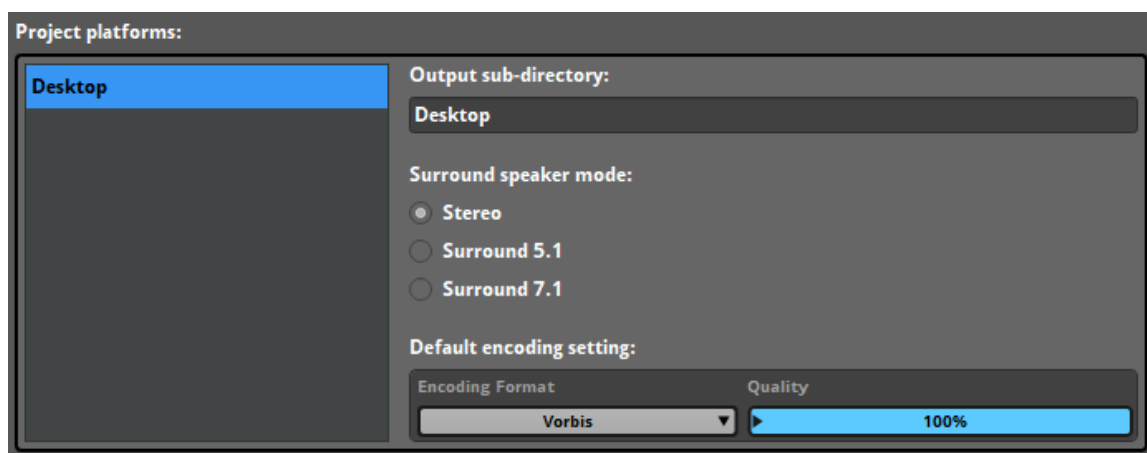 Project platforms:
Desktop
Output sub-directory:
Desktop
Surround speaker mode:
Stereo
Surround 5.1
Surround 7.1
Default encoding setting:
Encoding Format
Quality
Vorbis
100%